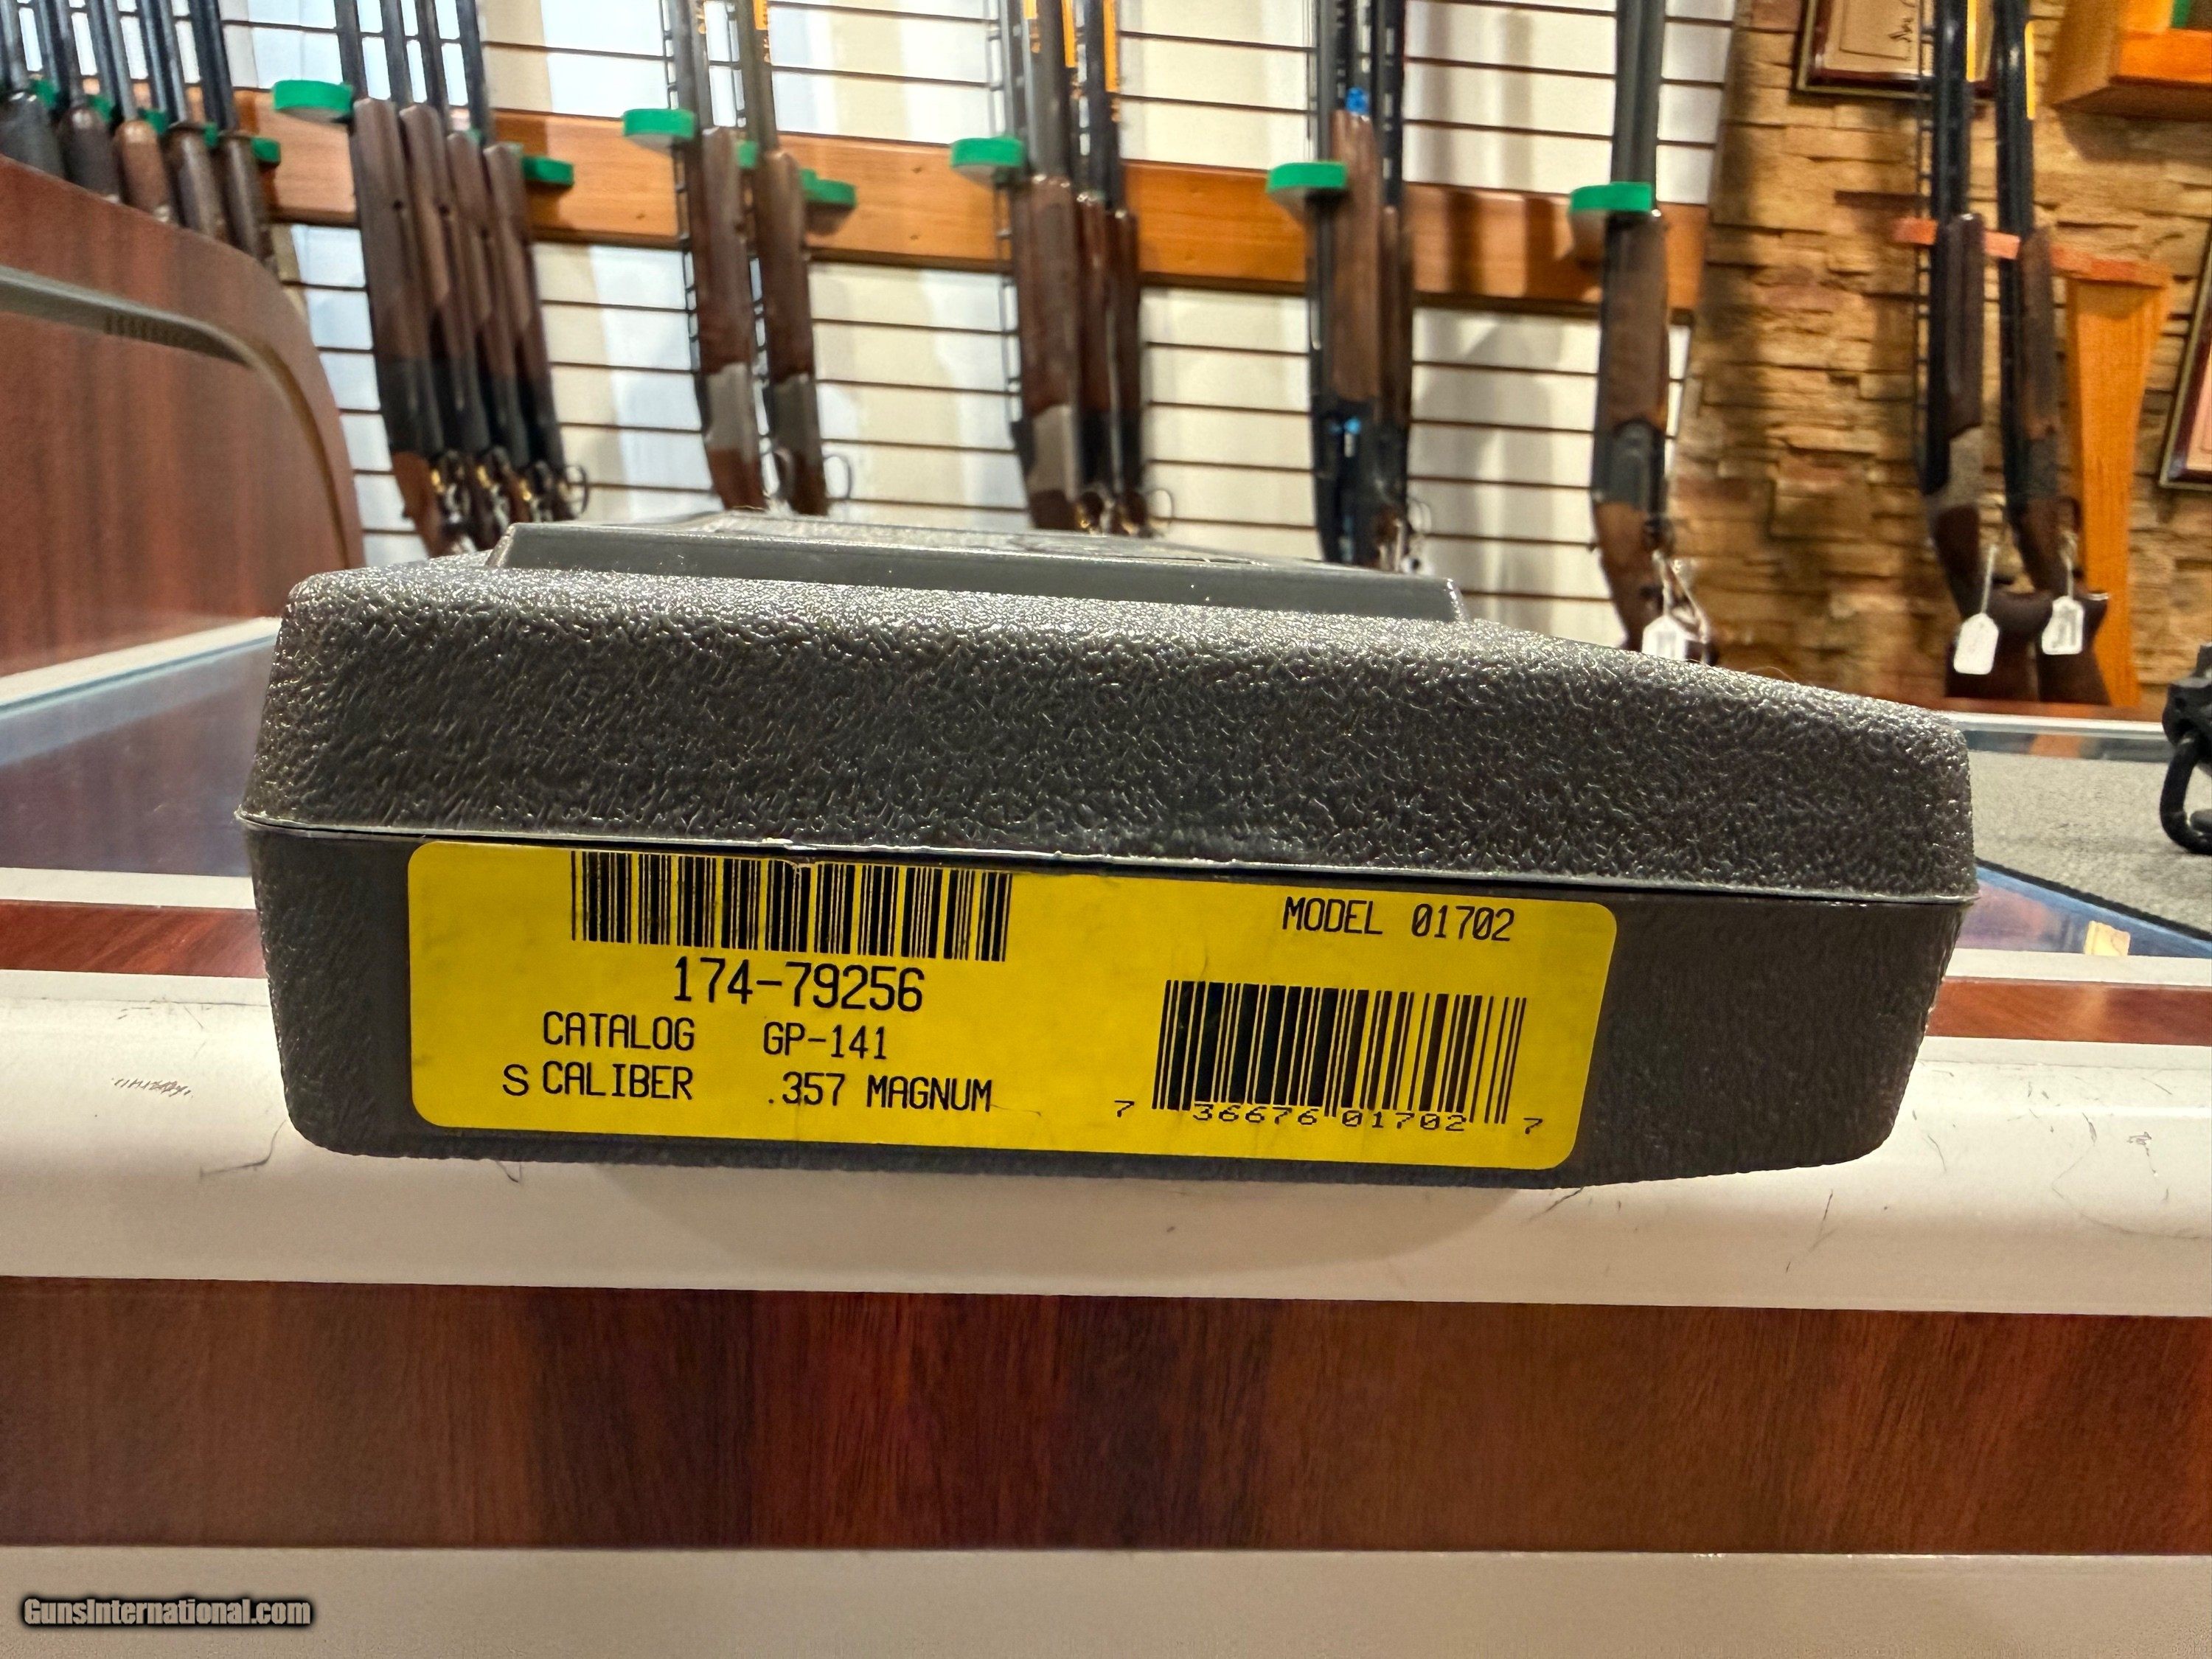 MODEL 01702
174-79256
CATALOG GP-141
S CALIBER .357 MAGNUM
7 36676 01702 7
GunsInternational.com